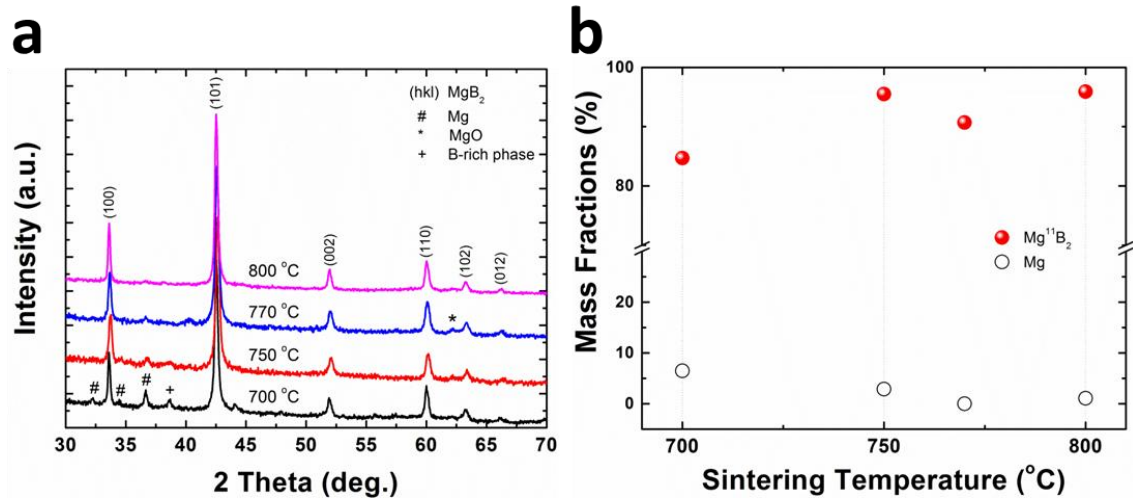 a
(101)
(hkl) MgB₂
# Mg
* MgO
+ B-rich phase
(100)
(002)
(110)
(102)
(012)
800 °C
770 °C
*
750 °C
# # # +
700 °C
Intensity (a.u.)
30 35 40 45 50 55 60 65 70
2 Theta (deg.)
b
100
80
20
10
0
Mass Fractions (%)
Mg¹¹B₂
Mg
700 750 800
Sintering Temperature (°C)